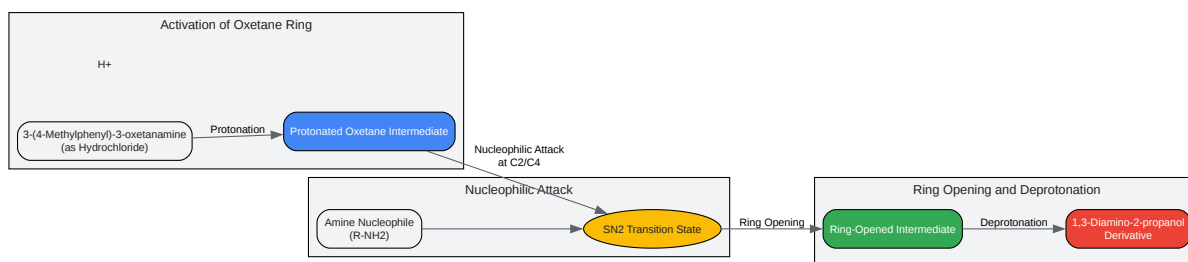 Activation of Oxetane Ring
H+
3-(4-Methylphenyl)-3-oxetanamine
(as Hydrochloride)
Protonation
Protonated Oxetane Intermediate
Nucleophilic Attack
at C2/C4
Nucleophilic Attack
Amine Nucleophile
(R-NH2)
SN2 Transition State
Ring Opening
Ring Opening and Deprotonation
Ring-Opened Intermediate
Deprotonation
1,3-Diamino-2-propanol
Derivative